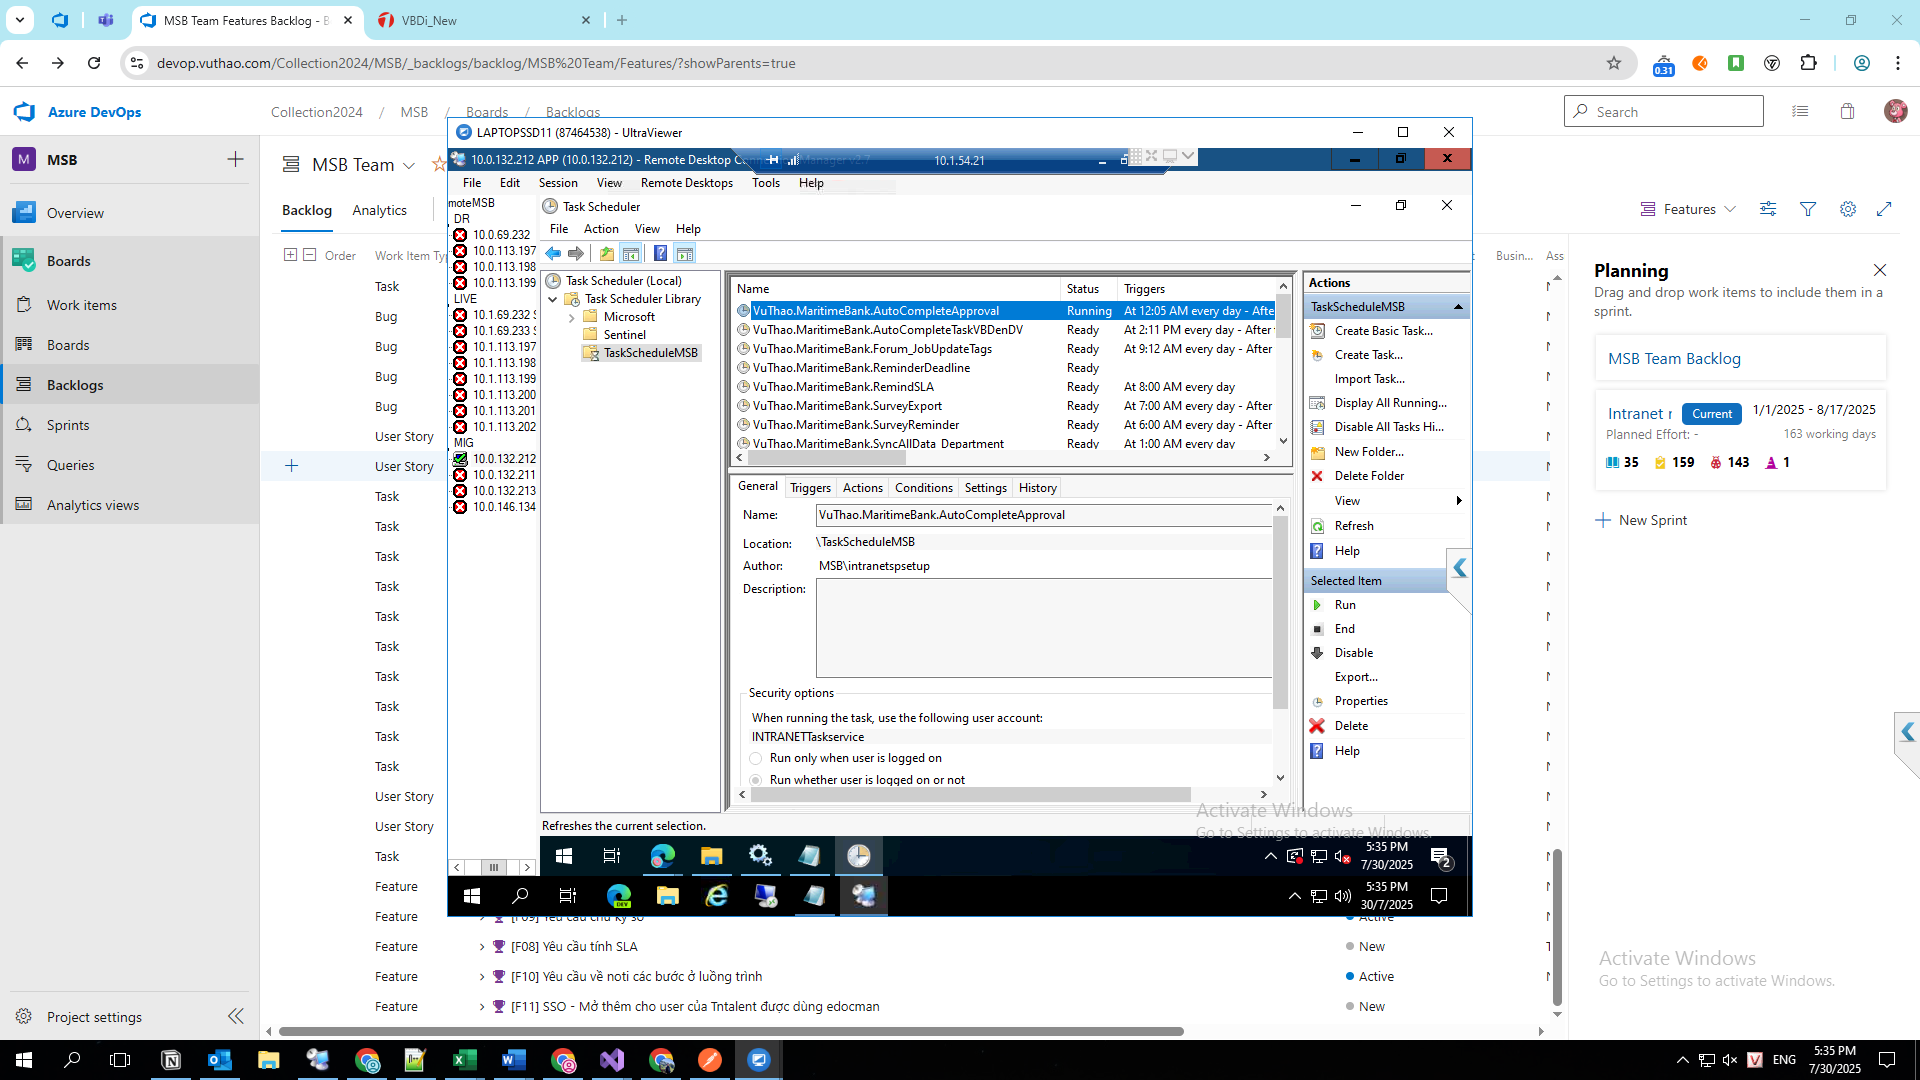 MSB Team Features Backlog - B
VBDi_New
devop.vuthao.com/Collection2024/MSB/_backlogs/backlog/MSB%20Team/Features/?showParents=true
0.31
Azure DevOps
Collection2024 / MSB / Boards / Backlogs
Search
M MSB
Overview
Boards
Work items
Boards
Backlogs
Sprints
Queries
Analytics views
Project settings
MSB Team
Backlog
Analytics
Features
Order
Work Item Ty
Busin...
Ass
Task
Bug
Bug
Bug
Bug
User Story
User Story
Task
Task
Task
Task
Task
Task
Task
Task
Task
Task
User Story
User Story
Task
Feature
Feature
[F09] Yêu cầu chữ ký số
Active
Feature
[F08] Yêu cầu tính SLA
New
Feature
[F10] Yêu cầu về noti các bước ở luồng trình
Active
Feature
[F11] SSO - Mở thêm cho user của Tntalent được dùng edocman
New
Planning
Drag and drop work items to include them in a
sprint.
MSB Team Backlog
Intranet
Current
1/1/2025 - 8/17/2025
Planned Effort: -
163 working days
35
159
143
1
New Sprint
Activate Windows
Go to Settings to activate Windows.
LAPTOPSSD11 (87464538) - UltraViewer
10.0.132.212 APP (10.0.132.212) - Remote Desktop Connection Manager v2.7
10.1.54.21
File Edit Session View Remote Desktops Tools Help
moteMSB
DR
10.0.69.232
10.0.113.197
10.0.113.198
10.0.113.199
LIVE
10.1.69.232 S
10.1.69.233 S
10.1.113.197
10.1.113.198
10.1.113.199
10.1.113.200
10.1.113.201
10.1.113.202
MIG
10.0.132.212
10.0.132.211
10.0.132.213
10.0.146.134
Task Scheduler
File Action View Help
Task Scheduler (Local)
Task Scheduler Library
Microsoft
Sentinel
TaskScheduleMSB
Name Status Triggers
VuThao.MaritimeBank.AutoCompleteApproval Running At 12:05 AM every day - Afte
VuThao.MaritimeBank.AutoCompleteTaskVBDenDV Ready At 2:11 PM every day - After
VuThao.MaritimeBank.Forum_JobUpdateTags Ready At 9:12 AM every day - After
VuThao.MaritimeBank.ReminderDeadline Ready
VuThao.MaritimeBank.RemindSLA Ready At 8:00 AM every day
VuThao.MaritimeBank.SurveyExport Ready At 7:00 AM every day - After
VuThao.MaritimeBank.SurveyReminder Ready At 6:00 AM every day - After
VuThao.MaritimeBank.SyncAllData_Department Ready At 1:00 AM every day
General Triggers Actions Conditions Settings History
Name: VuThao.MaritimeBank.AutoCompleteApproval
Location: \TaskScheduleMSB
Author: MSB\intranetspsetup
Description:
Security options
When running the task, use the following user account:
INTRANETTaskservice
Run only when user is logged on
Run whether user is logged on or not
Refreshes the current selection.
Actions
TaskScheduleMSB
Create Basic Task...
Create Task...
Import Task...
Display All Running...
Disable All Tasks Hi...
New Folder...
Delete Folder
View
Refresh
Help
Selected Item
Run
End
Disable
Export...
Properties
Delete
Help
Activate Windows
Go to Settings to activate Windows.
5:35 PM
7/30/2025
2
5:35 PM
30/7/2025
ENG
5:35 PM
7/30/2025